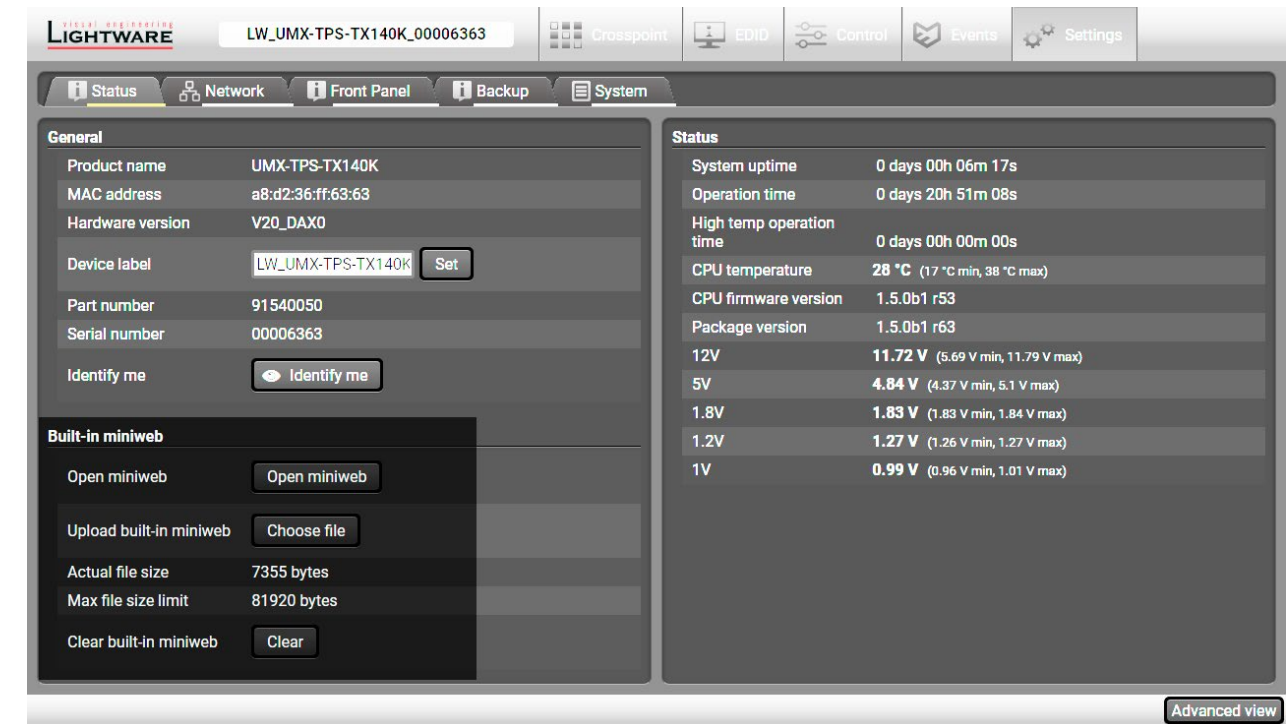 visual engineering
LIGHTWARE
LW_UMX-TPS-TX140K_00006363
Crosspoint
EDID
Control
Events
Settings
Status
Network
Front Panel
Backup
System
General
Product name UMX-TPS-TX140K
MAC address a8:d2:36:ff:63:63
Hardware version V20_DAX0
Device label LW_UMX-TPS-TX140K Set
Part number 91540050
Serial number 00006363
Identify me Identify me
Built-in miniweb
Open miniweb Open miniweb
Upload built-in miniweb Choose file
Actual file size 7355 bytes
Max file size limit 81920 bytes
Clear built-in miniweb Clear
Status
System uptime 0 days 00h 06m 17s
Operation time 0 days 20h 51m 08s
High temp operation
time 0 days 00h 00m 00s
CPU temperature 28 °C (17 °C min, 38 °C max)
CPU firmware version 1.5.0b1 r53
Package version 1.5.0b1 r63
12V 11.72 V (5.69 V min, 11.79 V max)
5V 4.84 V (4.37 V min, 5.1 V max)
1.8V 1.83 V (1.83 V min, 1.84 V max)
1.2V 1.27 V (1.26 V min, 1.27 V max)
1V 0.99 V (0.96 V min, 1.01 V max)
Advanced view